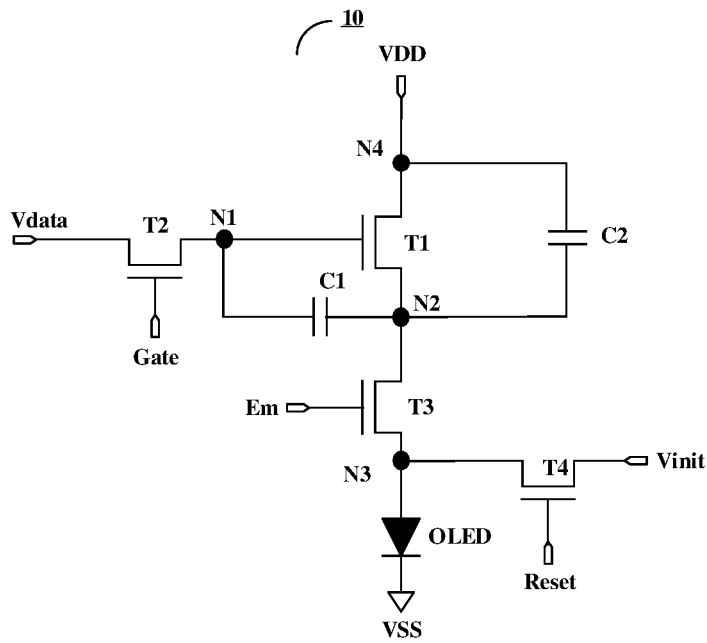 10
VDD
N4
Vdata
T2
N1
T1
C2
C1
N2
Gate
Em
T3
N3
T4
Vinit
OLED
Reset
VSS